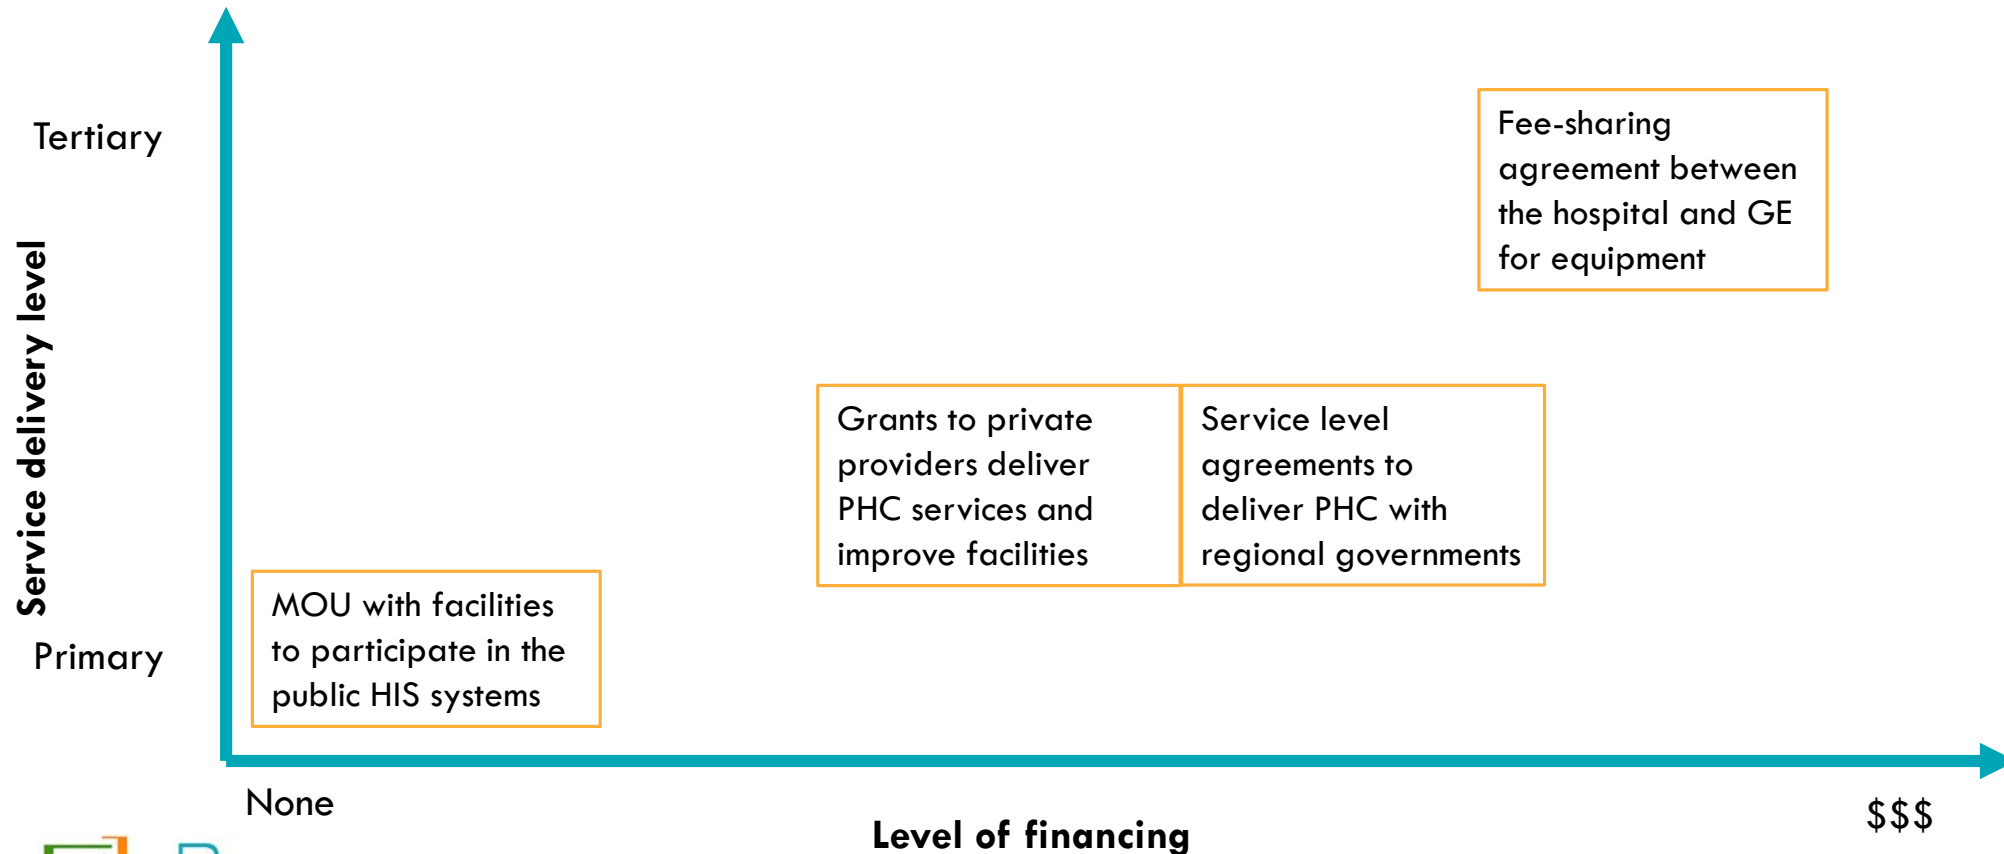 Tertiary
Service delivery level
Primary
Fee-sharing
agreement between
the hospital and GE
for equipment
Grants to private
providers deliver
PHC services and
improve facilities
Service level
agreements to
deliver PHC with
regional governments
MOU with facilities
to participate in the
public HIS systems
None
Level of financing
$$$